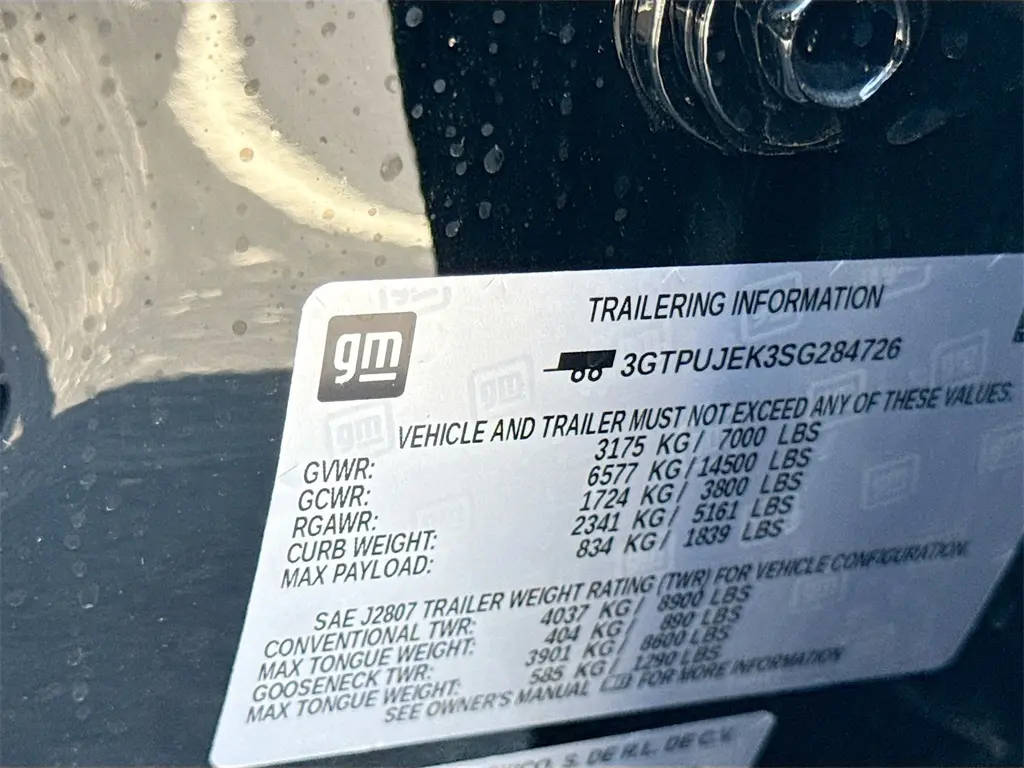 TRAILERING INFORMATION
gm
3GTPUJEK3SG284726
VEHICLE AND TRAILER MUST NOT EXCEED ANY OF THESE VALUES.
GVWR: 3175 KG/ 7000 LBS
GCWR: 6577 KG/14500 LBS
RGAWR: 1724 KG/ 3800 LBS
CURB WEIGHT: 2341 KG/ 5161 LBS
MAX PAYLOAD: 834 KG/ 1839 LBS
SAE J2807 TRAILER WEIGHT RATING (TWR) FOR VEHICLE CONFIGURATION.
CONVENTIONAL TWR: 4037 KG/ 8900 LBS
MAX TONGUE WEIGHT: 404 KG/ 890 LBS
GOOSENECK TWR: 3901 KG/ 8600 LBS
MAX TONGUE WEIGHT: 585 KG/ 1290 LBS
SEE OWNER'S MANUAL FOR MORE INFORMATION
S. DE R.L. DE C.V.